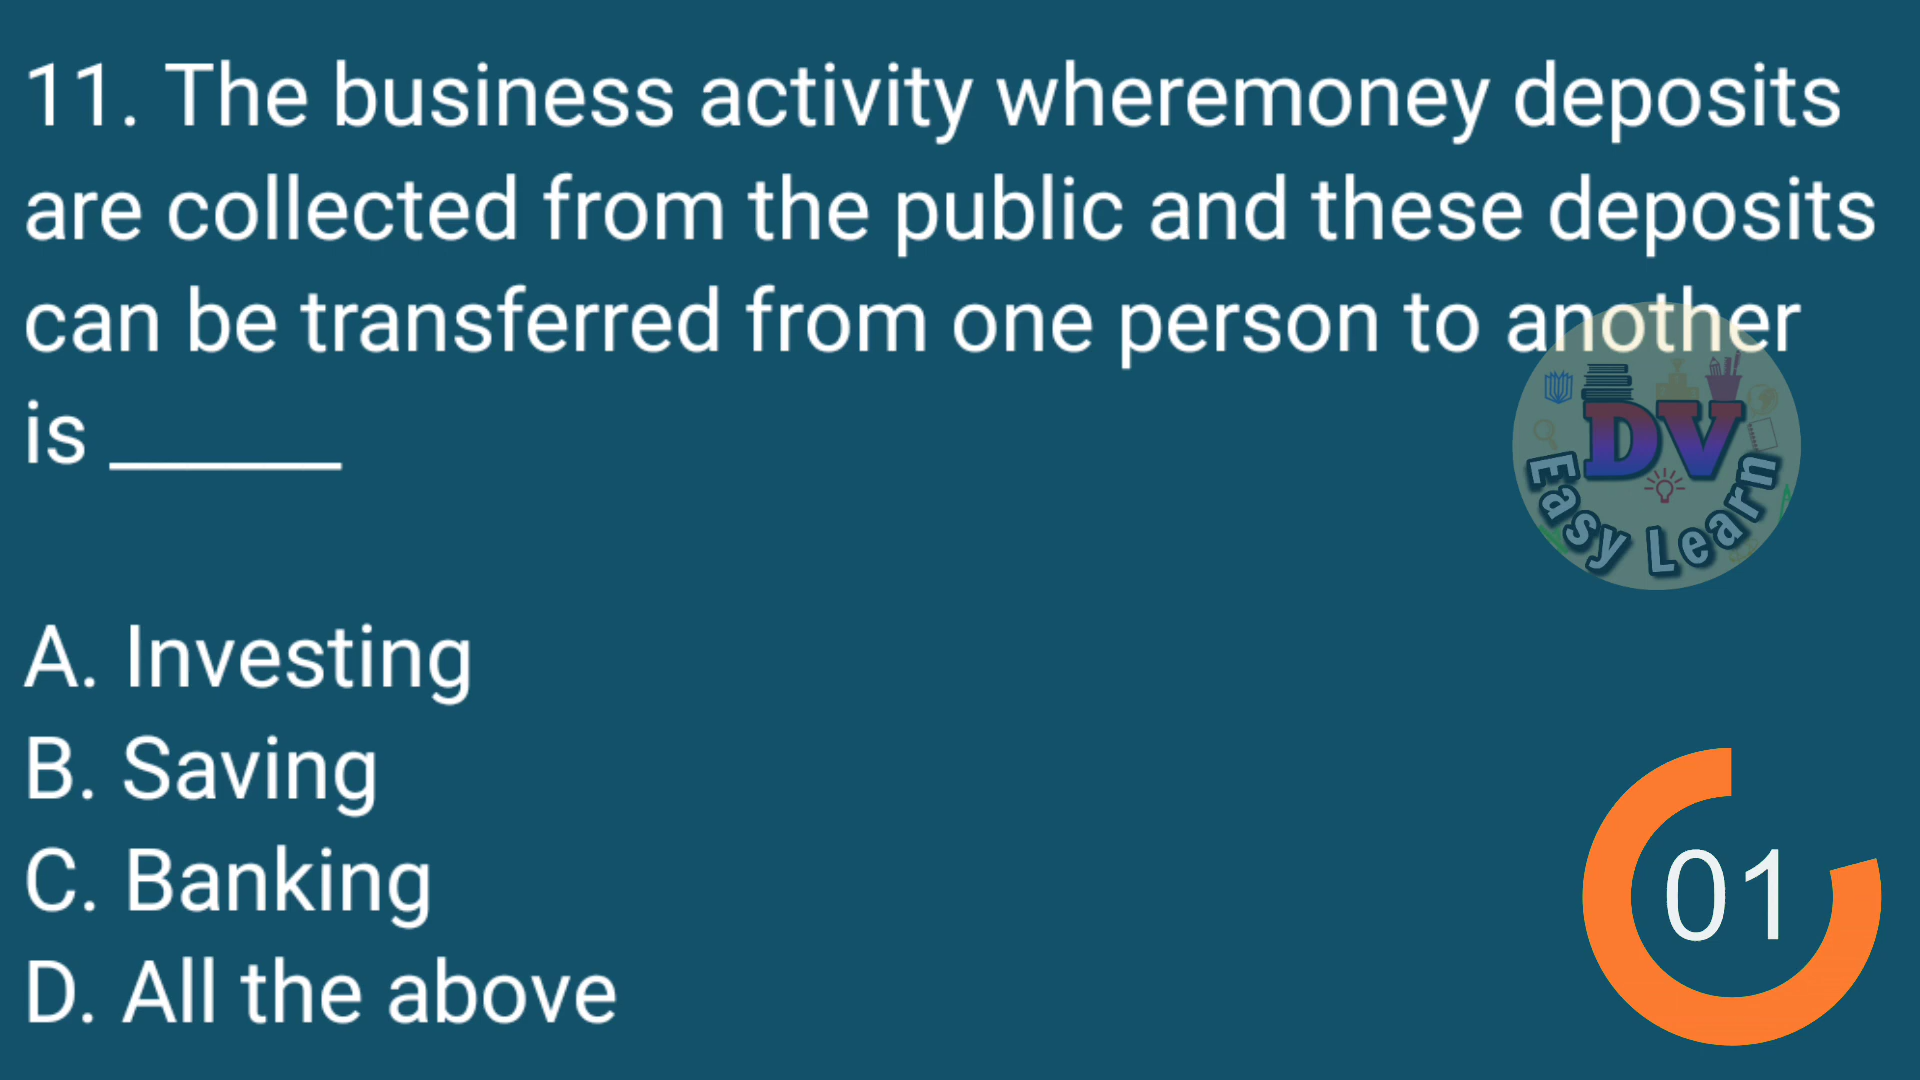 11. The business activity wheremoney deposits
are collected from the public and these deposits
can be transferred from one person to another
is ______
DV
Easy Learn
A. Investing
B. Saving
C. Banking
D. All the above
01